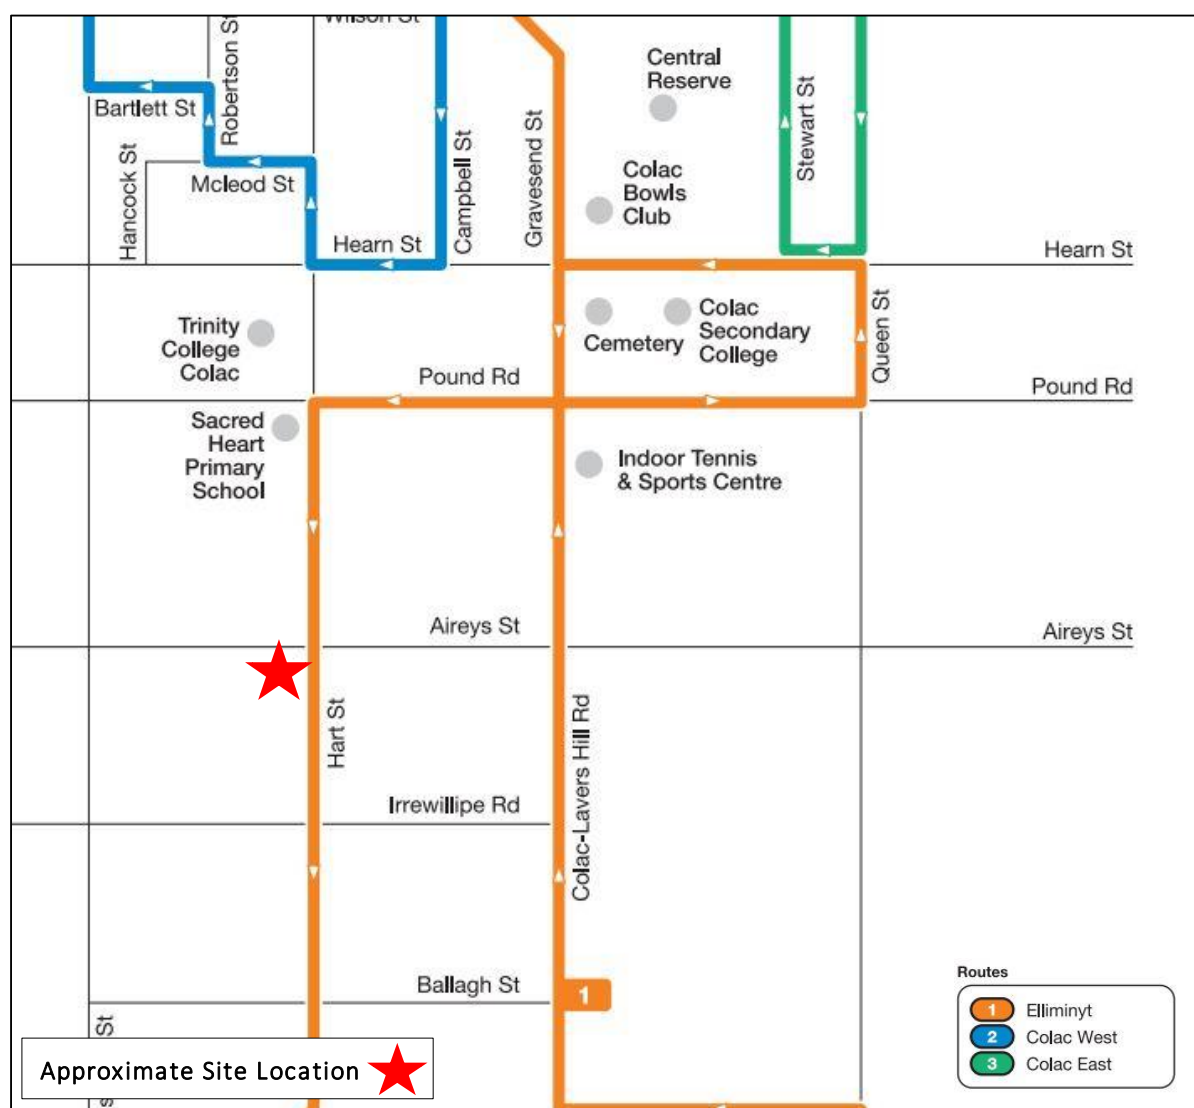 Wilson St
Robertson St
Bartlett St
Hancock St
Mcleod St
Campbell St
Hearn St
Gravesend St
Central
Reserve
Colac
Bowls
Club
Stewart St
Hearn St
Queen St
Trinity
College
Colac
Cemetery
Colac
Secondary
College
Pound Rd
Pound Rd
Sacred
Heart
Primary
School
Indoor Tennis
& Sports Centre
Aireys St
Aireys St
Hart St
Colac-Lavers Hill Rd
Irrewillipe Rd
Ballagh St
1
St
Approximate Site Location
Routes
1 Elliminyt
2 Colac West
3 Colac East